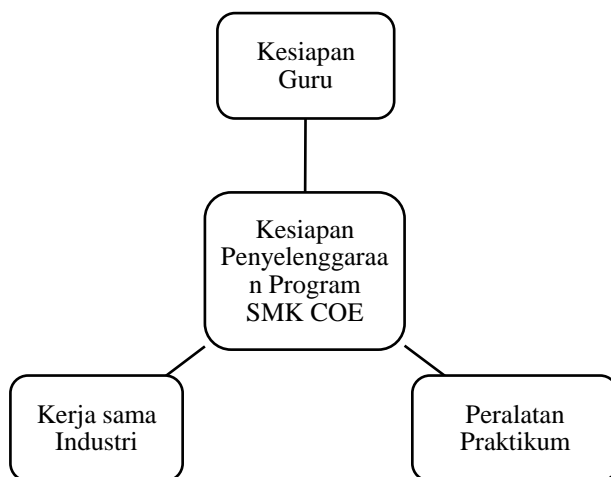 Kesiapan
Guru
Kesiapan
Penyelenggaraa
n Program
SMK COE
Kerja sama
Industri
Peralatan
Praktikum